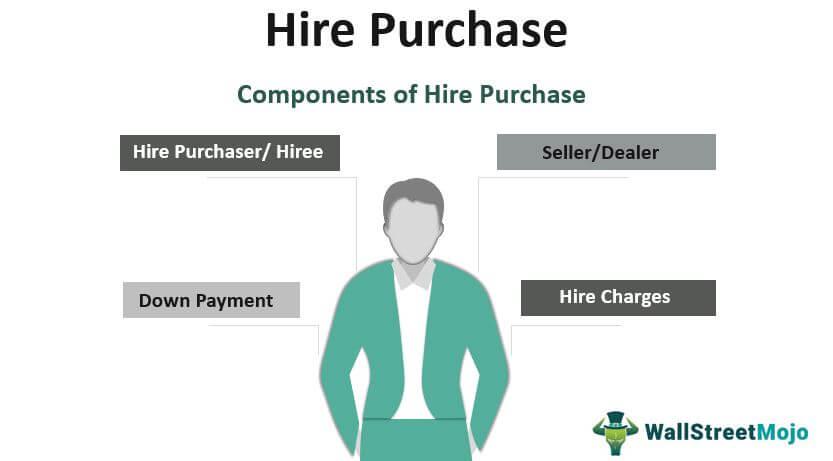 Hire Purchase
Components of Hire Purchase
Hire Purchaser/ Hiree
Seller/Dealer
Down Payment
Hire Charges
WallStreetMojo